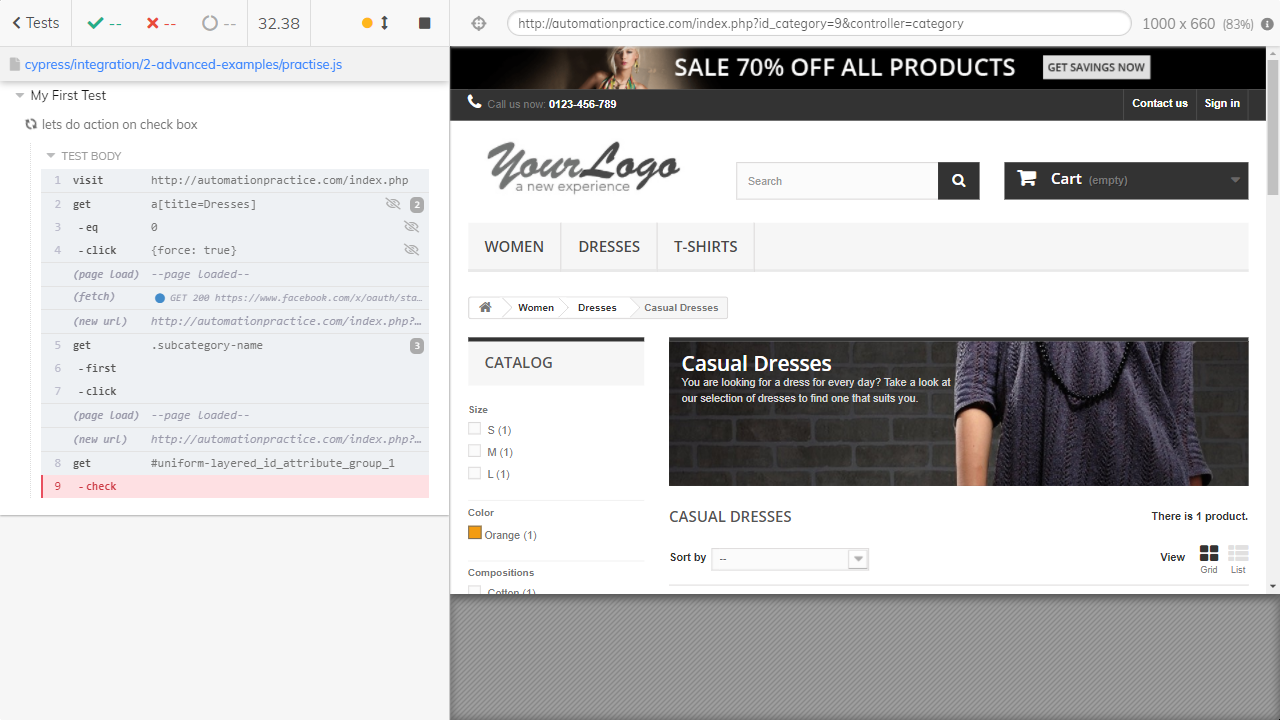 Tests
--
--
--
32.38
cypress/integration/2-advanced-examples/practise.js
My First Test
lets do action on check box
TEST BODY
1 visit http://automationpractice.com/index.php
2 get a[title=Dresses] 2
3 -eq 0
4 -click {force: true}
(page load) --page loaded--
(fetch) GET 200 https://www.facebook.com/x/oauth/sta…
(new url) http://automationpractice.com/index.php?…
5 get .subcategory-name 3
6 -first
7 -click
(page load) --page loaded--
(new url) http://automationpractice.com/index.php?…
8 get #uniform-layered_id_attribute_group_1
9 -check
http://automationpractice.com/index.php?id_category=9&controller=category
1000 x 660 (83%)
SALE 70% OFF ALL PRODUCTS
GET SAVINGS NOW
Call us now: 0123-456-789
Contact us
Sign in
YourLogo
a new experience
Search
Cart (empty)
WOMEN
DRESSES
T-SHIRTS
Women
Dresses
Casual Dresses
CATALOG
Size
S (1)
M (1)
L (1)
Color
Orange (1)
Compositions
Cotton (1)
Casual Dresses
You are looking for a dress for every day? Take a look at
our selection of dresses to find one that suits you.
CASUAL DRESSES
There is 1 product.
Sort by
--
View
Grid
List